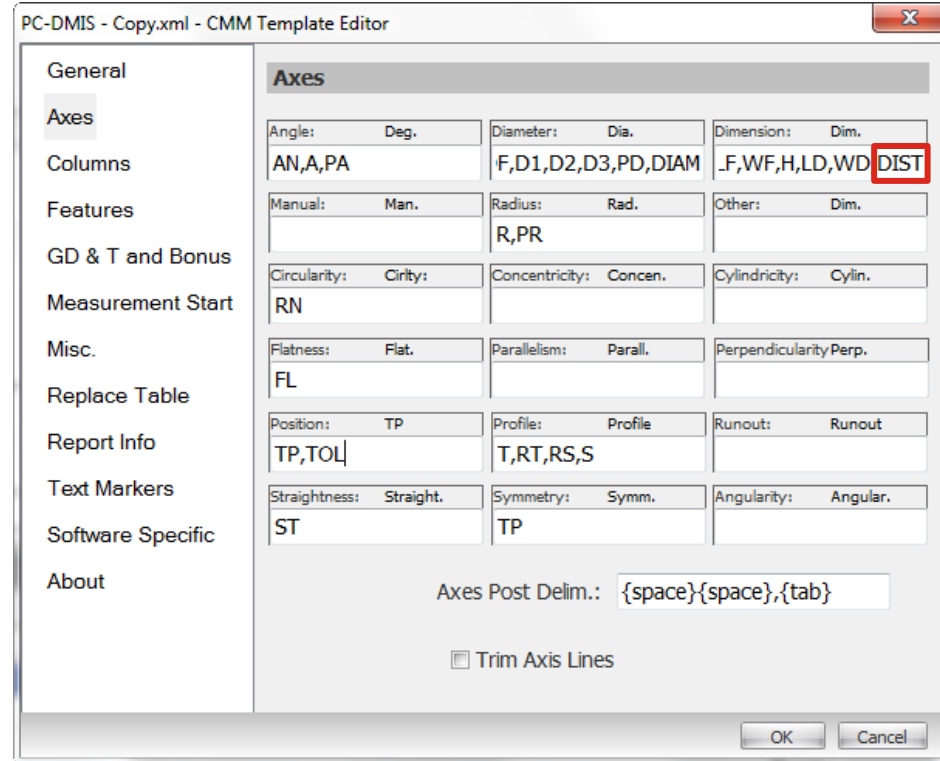 PC-DMIS - Copy.xml - CMM Template Editor
General
Axes
Columns
Features
GD & T and Bonus
Measurement Start
Misc.
Replace Table
Report Info
Text Markers
Software Specific
About
Axes
Angle: Deg. Diameter: Dia. Dimension: Dim.
AN,A,PA F,D1,D2,D3,PD,DIAM _F,WF,H,LD,WD DIST
Manual: Man. Radius: Rad. Other: Dim.
R,PR
Circularity: Cirlty: Concentricity: Concen. Cylindricity: Cylin.
RN
Flatness: Flat. Parallelism: Parall. Perpendicularity Perp.
FL
Position: TP Profile: Profile Runout: Runout
TP,TOL T,RT,RS,S
Straightness: Straight. Symmetry: Symm. Angularity: Angular.
ST TP
Axes Post Delim.: {space}{space},{tab}
Trim Axis Lines
OK Cancel